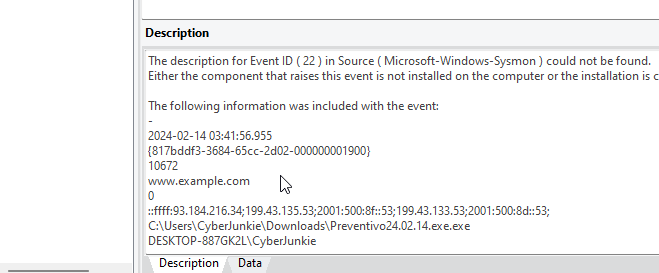 Description
The description for Event ID ( 22 ) in Source ( Microsoft-Windows-Sysmon ) could not be found.
Either the component that raises this event is not installed on the computer or the installation is c
The following information was included with the event:
-
2024-02-14 03:41:56.955
{817bddf3-3684-65cc-2d02-000000001900}
10672
www.example.com
0
::ffff:93.184.216.34;199.43.135.53;2001:500:8f::53;199.43.133.53;2001:500:8d::53;
C:\Users\CyberJunkie\Downloads\Preventivo24.02.14.exe.exe
DESKTOP-887GK2L\CyberJunkie
Description Data